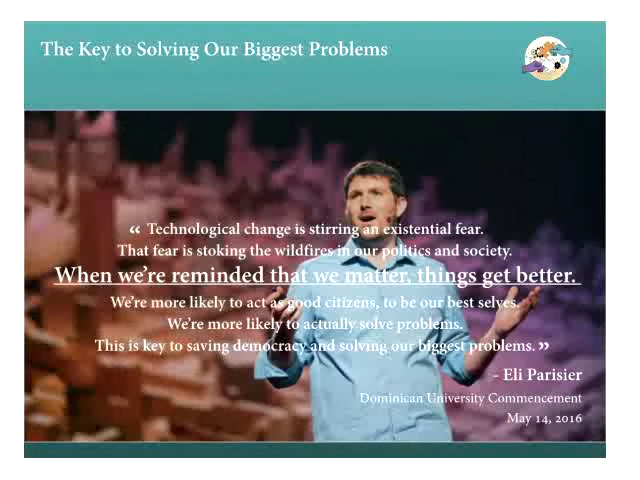 The Key to Solving Our Biggest Problems
“ Technological change is stirring an existential fear.
That fear is stoking the wildfires in our politics and society.
When we’re reminded that we matter, things get better.
We’re more likely to act as good citizens, to be our best selves.
We’re more likely to actually solve problems.
This is key to saving democracy and solving our biggest problems. ”
- Eli Parisier
Dominican University Commencement
May 14, 2016